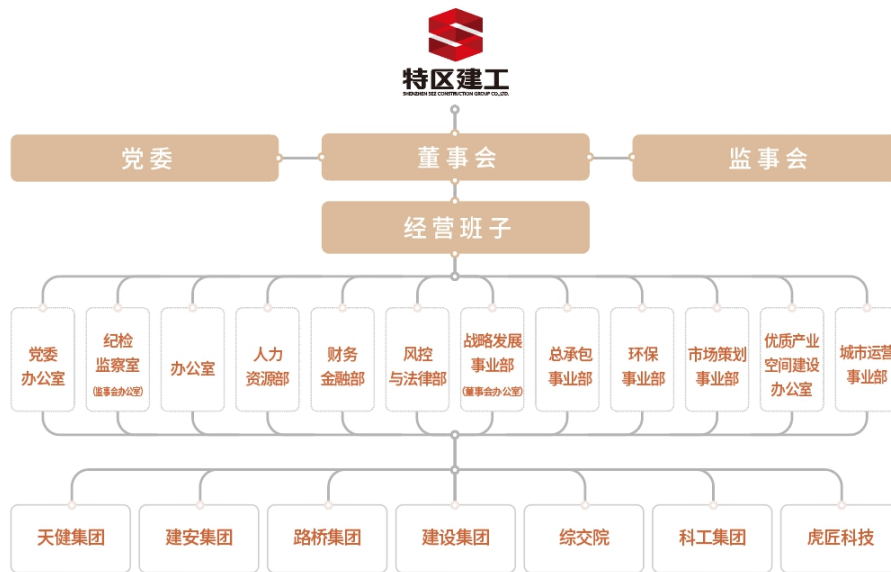 特区建工
SHENZHEN SEZ CONSTRUCTION GROUP CO.,LTD.
党委
董事会
监事会
经营班子
党委
办公室
纪检
监察室
(监事会办公室)
办公室
人力
资源部
财务
金融部
风控
与法律部
战略发展
事业部
(董事会办公室)
总承包
事业部
环保
事业部
市场策划
事业部
优质产业
空间建设
办公室
城市运营
事业部
天健集团
建安集团
路桥集团
建设集团
综交院
科工集团
虎匠科技